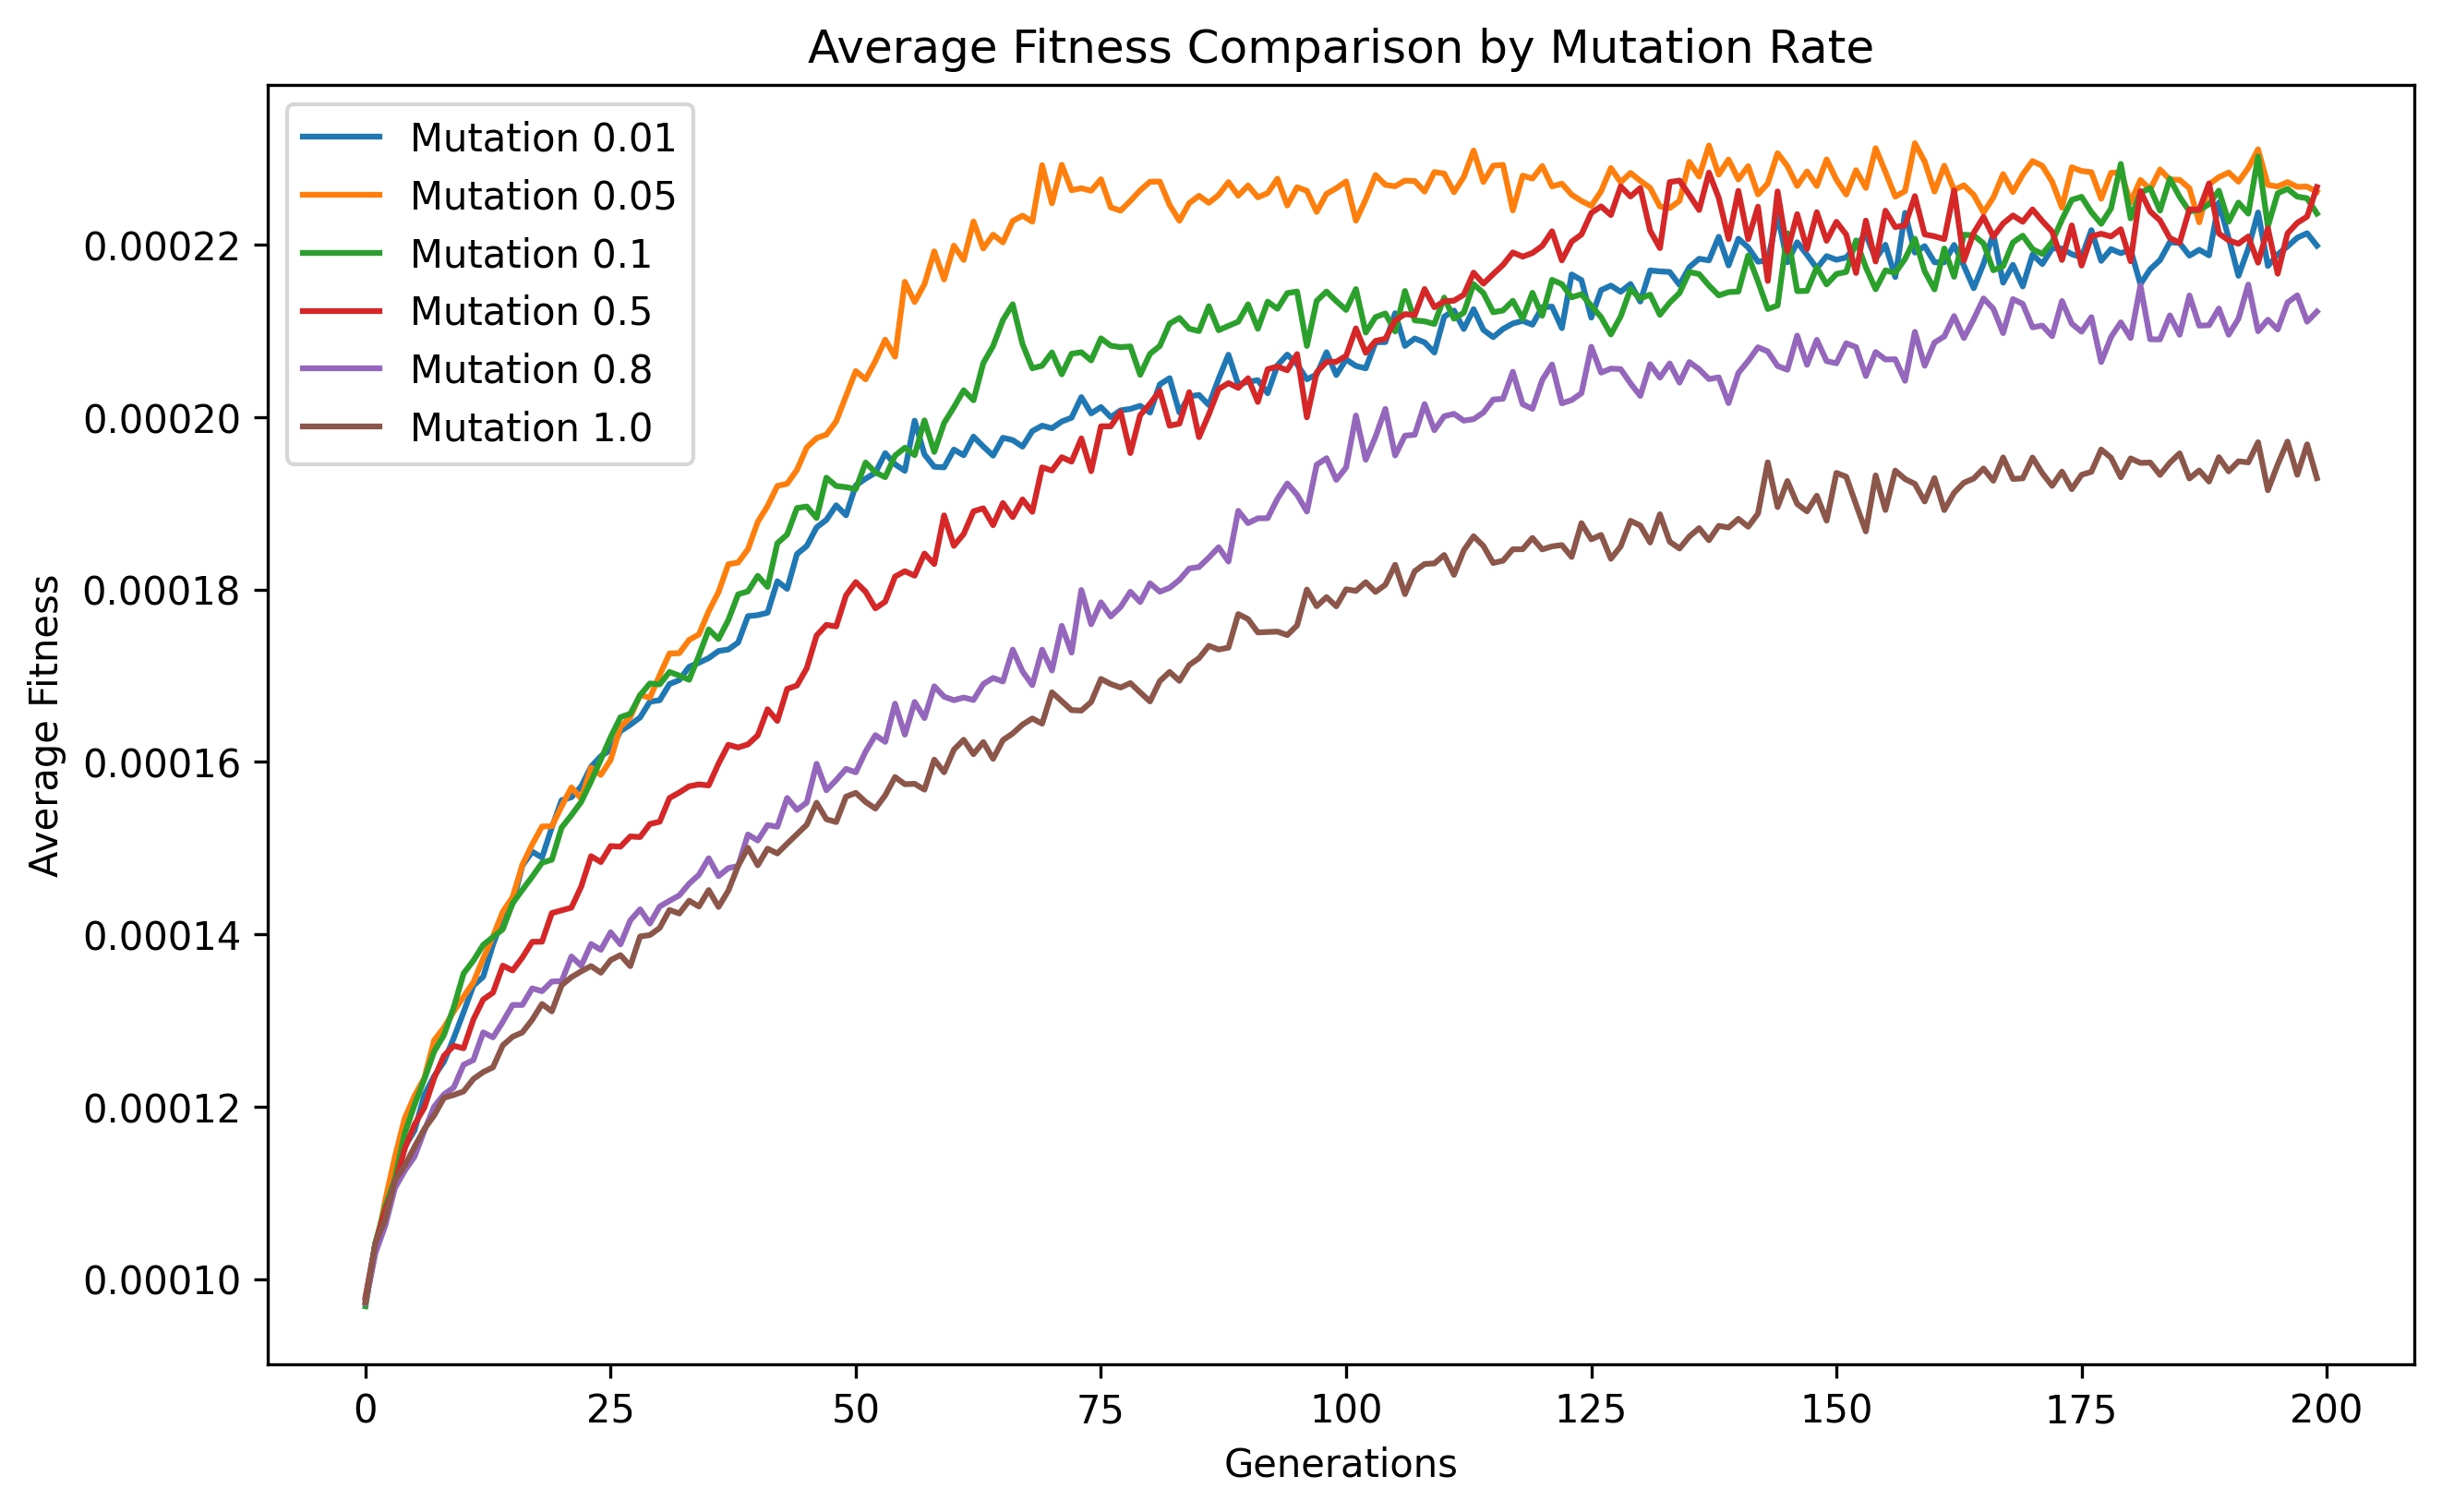 Average Fitness Comparison by Mutation Rate
Mutation 0.01
Mutation 0.05
Mutation 0.1
Mutation 0.5
Mutation 0.8
Mutation 1.0
Average Fitness
0.00022
0.00020
0.00018
0.00016
0.00014
0.00012
0.00010
0 25 50 75 100 125 150 175 200
Generations